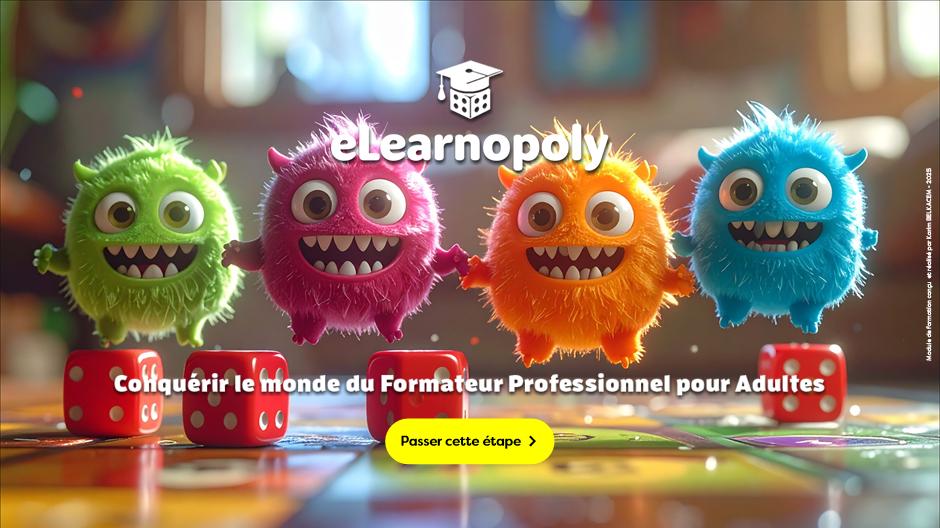 eLearnopoly
Conquérir le monde du Formateur Professionnel pour Adultes
Passer cette étape
Module de Formation conçu et réalisé par Karim BELKACEM - 2025